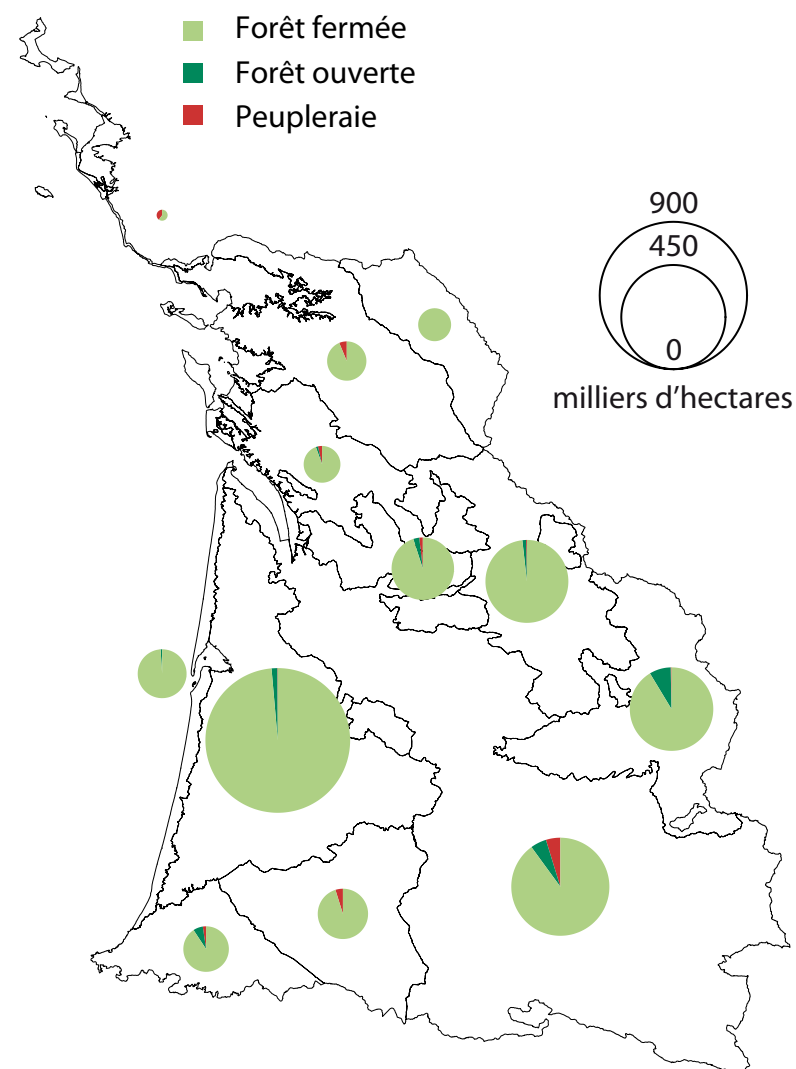 Forêt fermée
Forêt ouverte
Peupleraie
900
450
0
milliers d'hectares